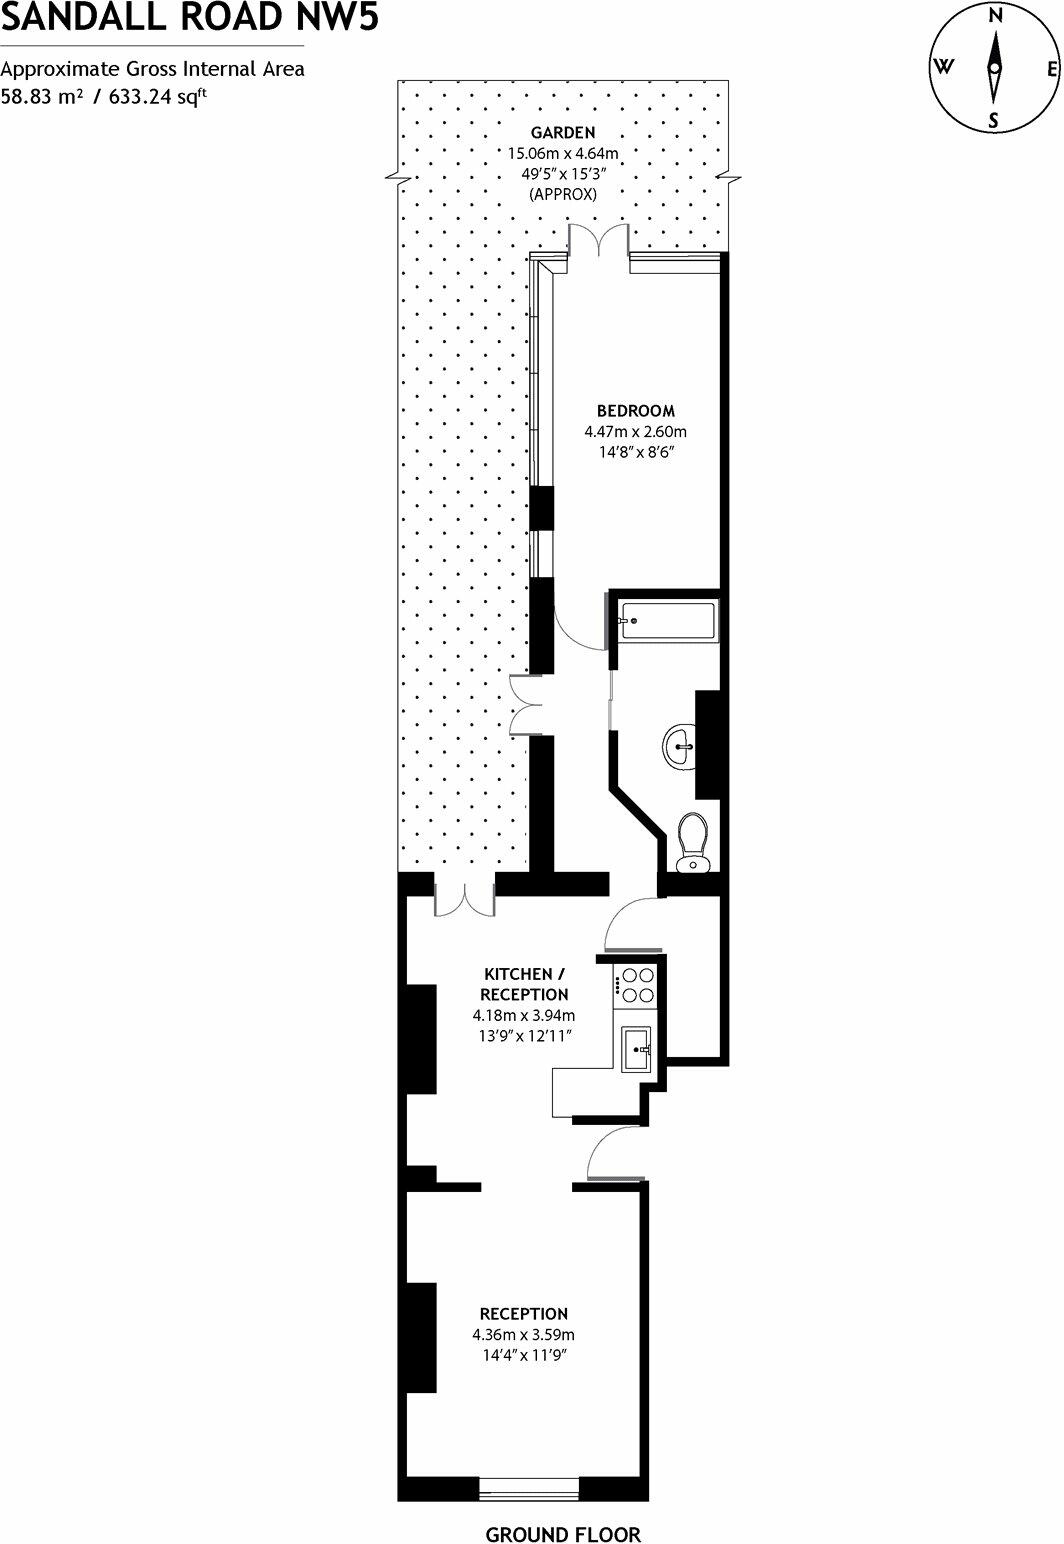 SANDALL ROAD NW5
Approximate Gross Internal Area
58.83 m² / 633.24 sqft
N
W
E
S
GARDEN
15.06m x 4.64m
49'5" x 15'3"
(APPROX)
BEDROOM
4.47m x 2.60m
14'8" x 8'6"
KITCHEN /
RECEPTION
4.18m x 3.94m
13'9" x 12'11"
RECEPTION
4.36m x 3.59m
14'4" x 11'9"
GROUND FLOOR